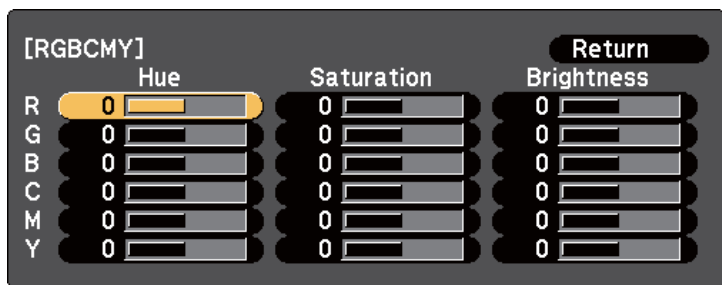 [RGBCMY] Return
Hue Saturation Brightness
R 0 0 0
G 0 0 0
B 0 0 0
C 0 0 0
M 0 0 0
Y 0 0 0